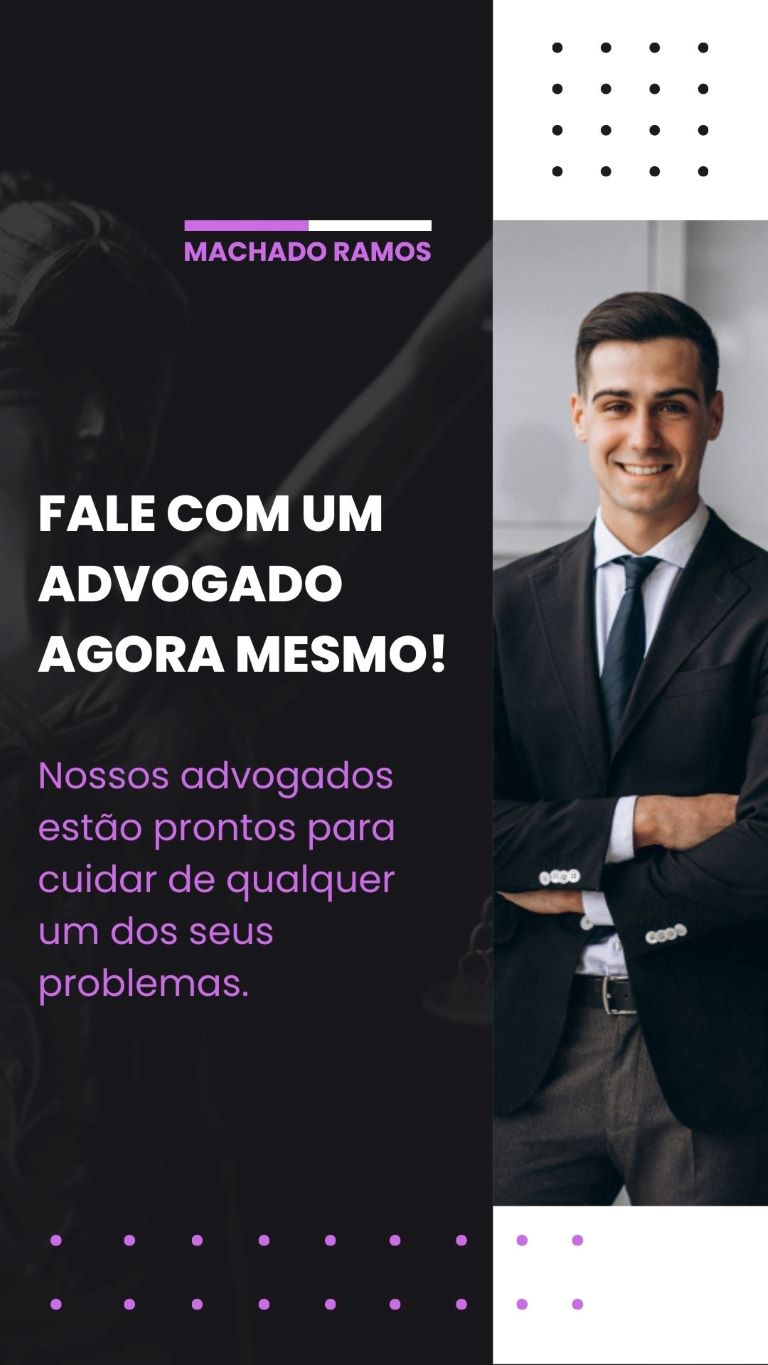 MACHADO RAMOS
FALE COM UM
ADVOGADO
AGORA MESMO!
Nossos advogados
estão prontos para
cuidar de qualquer
um dos seus
problemas.